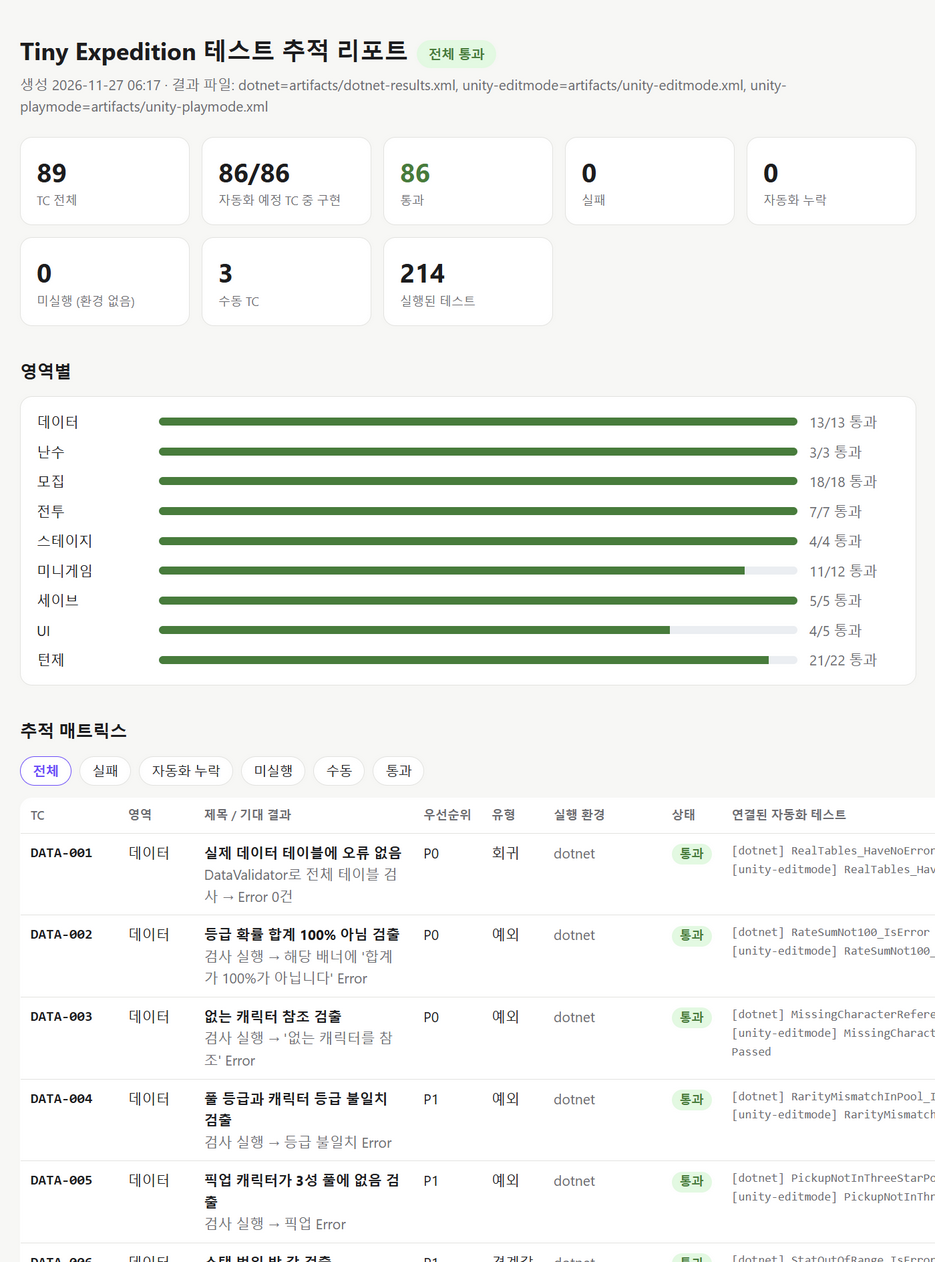 Tiny Expedition 테스트 추적 리포트 전체 통과
생성 2026-11-27 06:17 · 결과 파일: dotnet=artifacts/dotnet-results.xml, unity-editmode=artifacts/unity-editmode.xml, unity-
playmode=artifacts/unity-playmode.xml
89 86/86 86 0 0
TC 전체 자동화 예정 TC 중 구현 통과 실패 자동화 누락
0 3 214
미실행 (환경 없음) 수동 TC 실행된 테스트
영역별
데이터 13/13 통과
난수 3/3 통과
모집 18/18 통과
전투 7/7 통과
스테이지 4/4 통과
미니게임 11/12 통과
세이브 5/5 통과
UI 4/5 통과
턴제 21/22 통과
추적 매트릭스
전체 실패 자동화 누락 미실행 수동 통과
TC 영역 제목 / 기대 결과 우선순위 유형 실행 환경 상태 연결된 자동화 테스트
DATA-001 데이터 실제 데이터 테이블에 오류 없음 P0 회귀 dotnet 통과 [dotnet] RealTables_HaveNoError
DataValidator로 전체 테이블 검 [unity-editmode] RealTables_Hav
사 → Error 0건
DATA-002 데이터 등급 확률 합계 100% 아님 검출 P0 예외 dotnet 통과 [dotnet] RateSumNot100_IsError
검사 실행 → 해당 배너에 '합계 [unity-editmode] RateSumNot100_
가 100%가 아닙니다' Error
DATA-003 데이터 없는 캐릭터 참조 검출 P0 예외 dotnet 통과 [dotnet] MissingCharacterRefere
검사 실행 → '없는 캐릭터를 참 [unity-editmode] MissingCharact
조' Error Passed
DATA-004 데이터 풀 등급과 캐릭터 등급 불일치 P1 예외 dotnet 통과 [dotnet] RarityMismatchInPool_I
검출 [unity-editmode] RarityMismatch
검사 실행 → 등급 불일치 Error
DATA-005 데이터 픽업 캐릭터가 3성 풀에 없음 검 P1 예외 dotnet 통과 [dotnet] PickupNotInThreeStarPo
출 [unity-editmode] PickupNotInThr
검사 실행 → 픽업 Error
DATA-006 데이터 스탯 범위 밖 값 검출 P1 경계값 dotnet 통과 [dotnet] StatOutOfRange_IsError